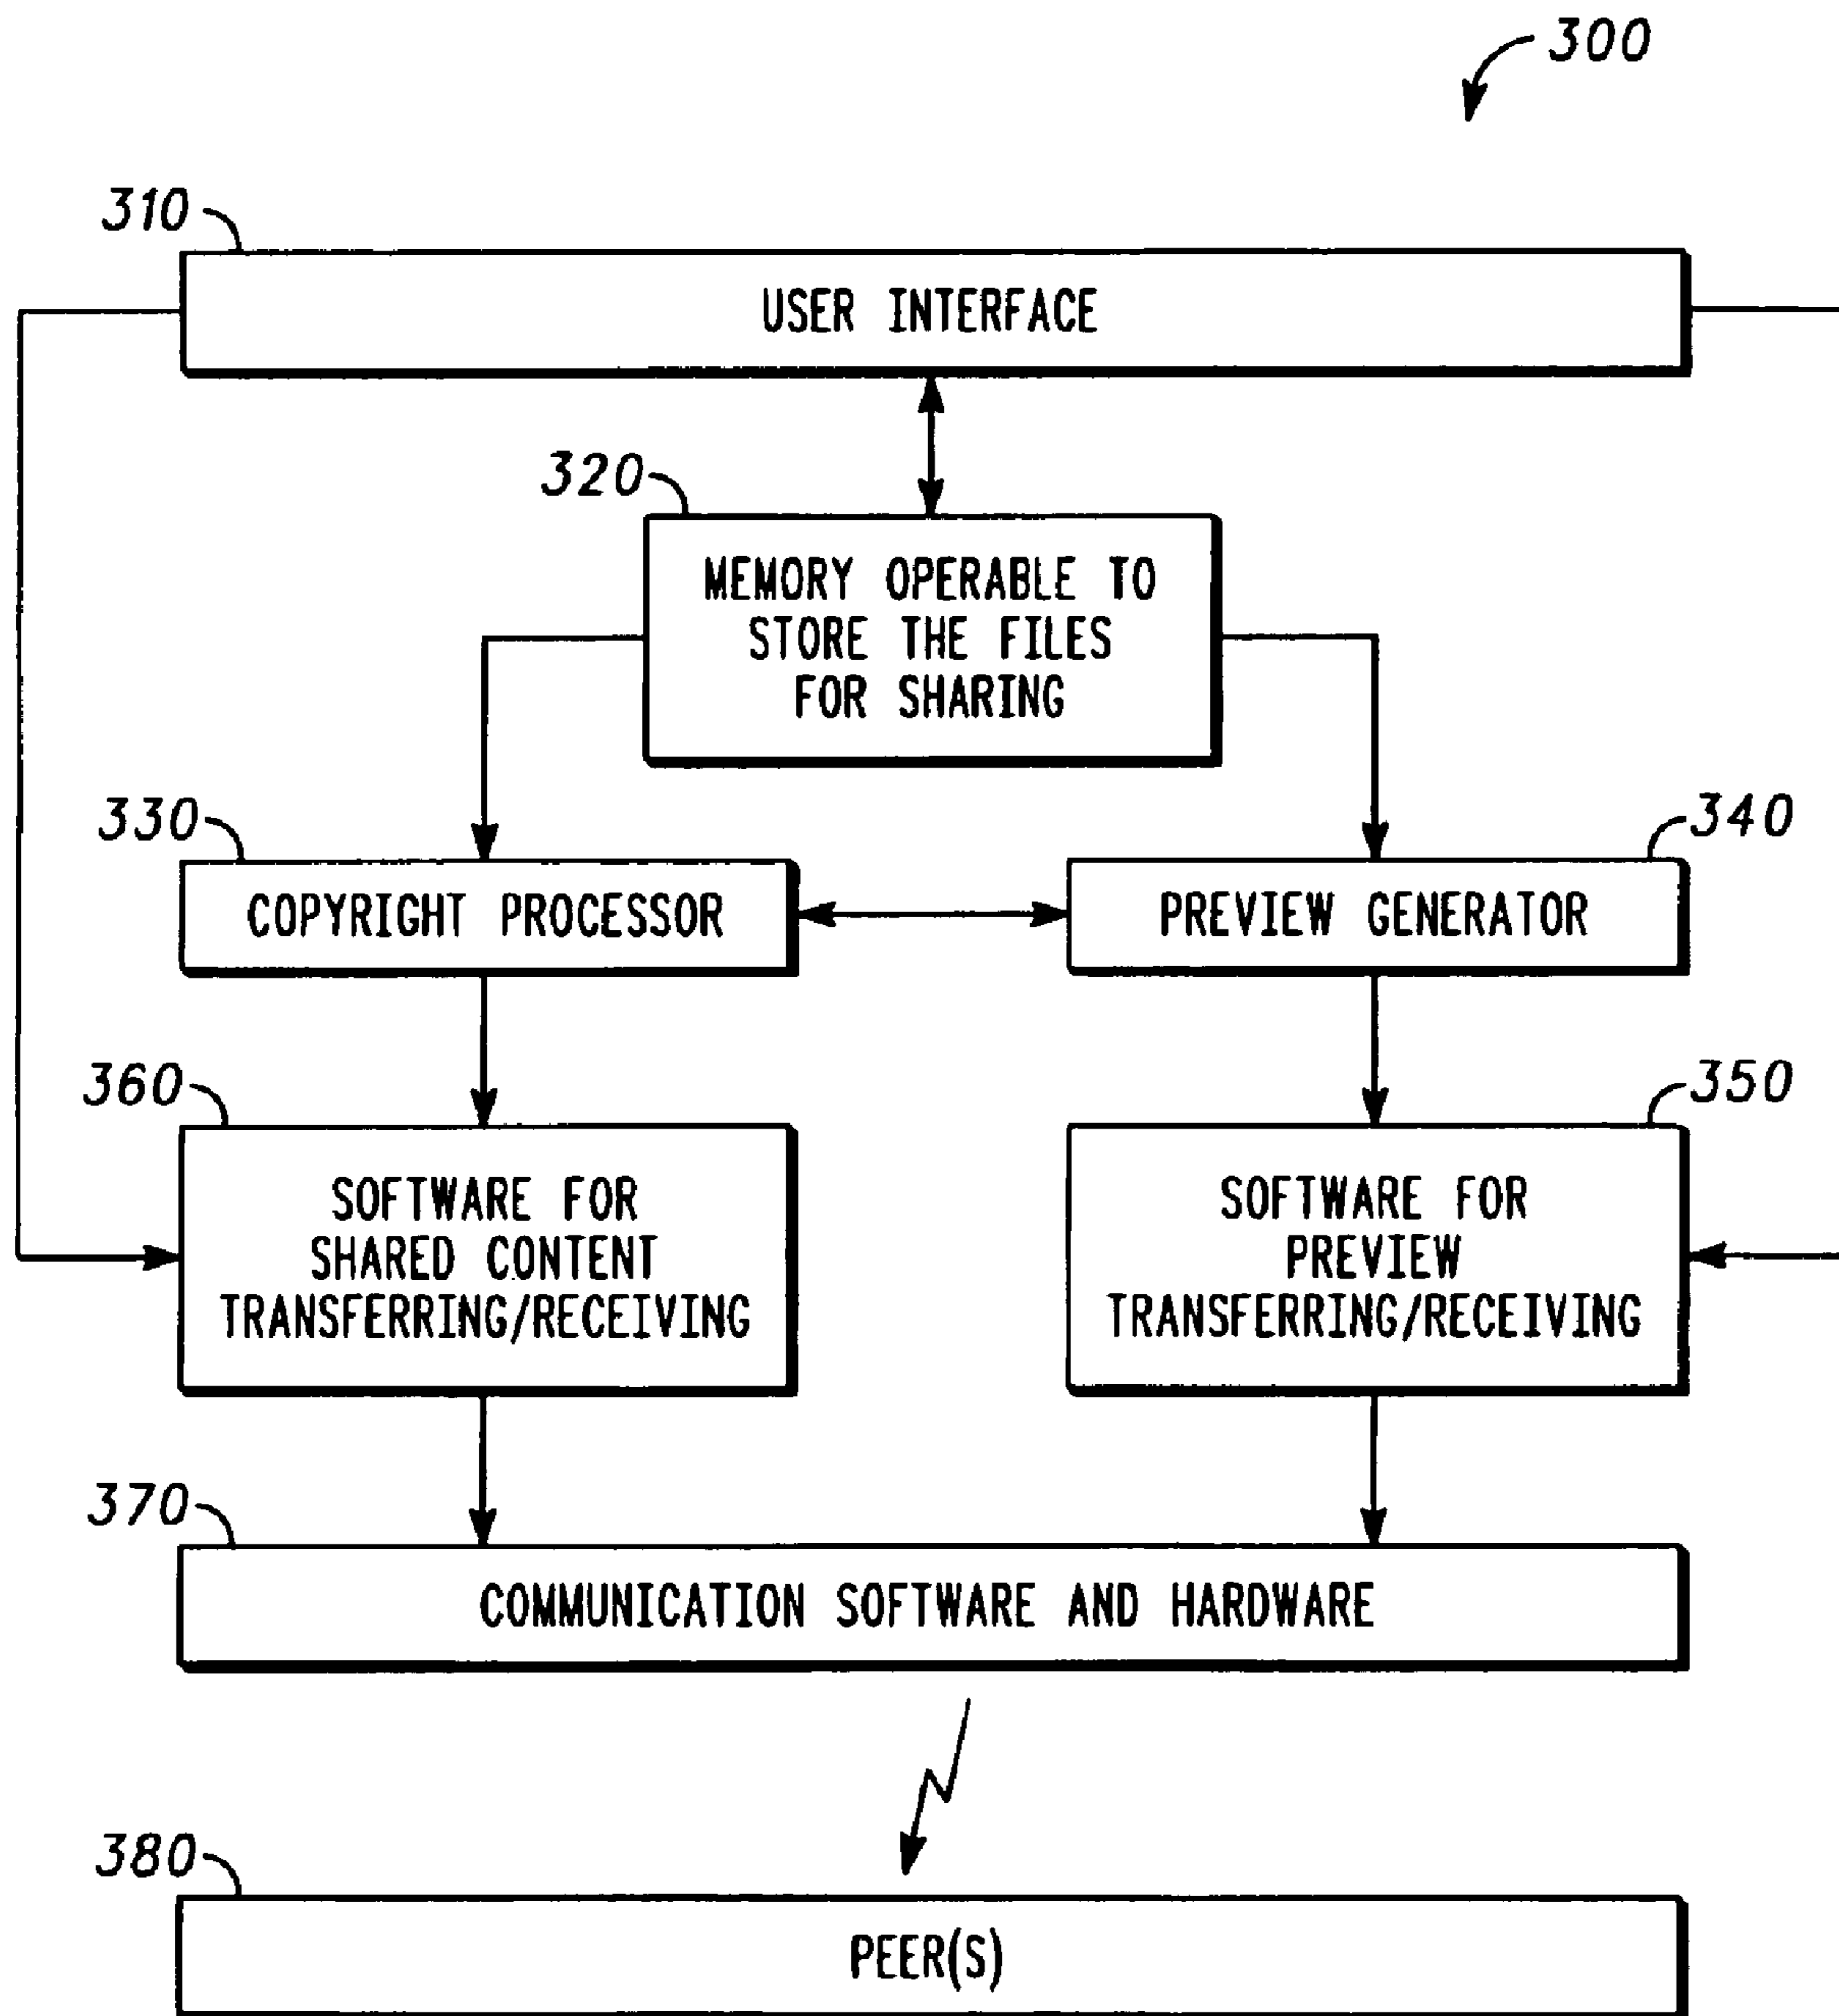 300
310
USER INTERFACE
320
MEMORY OPERABLE TO
STORE THE FILES
FOR SHARING
330
COPYRIGHT PROCESSOR
340
PREVIEW GENERATOR
360
SOFTWARE FOR
SHARED CONTENT
TRANSFERRING/RECEIVING
350
SOFTWARE FOR
PREVIEW
TRANSFERRING/RECEIVING
370
COMMUNICATION SOFTWARE AND HARDWARE
380
PEER(S)